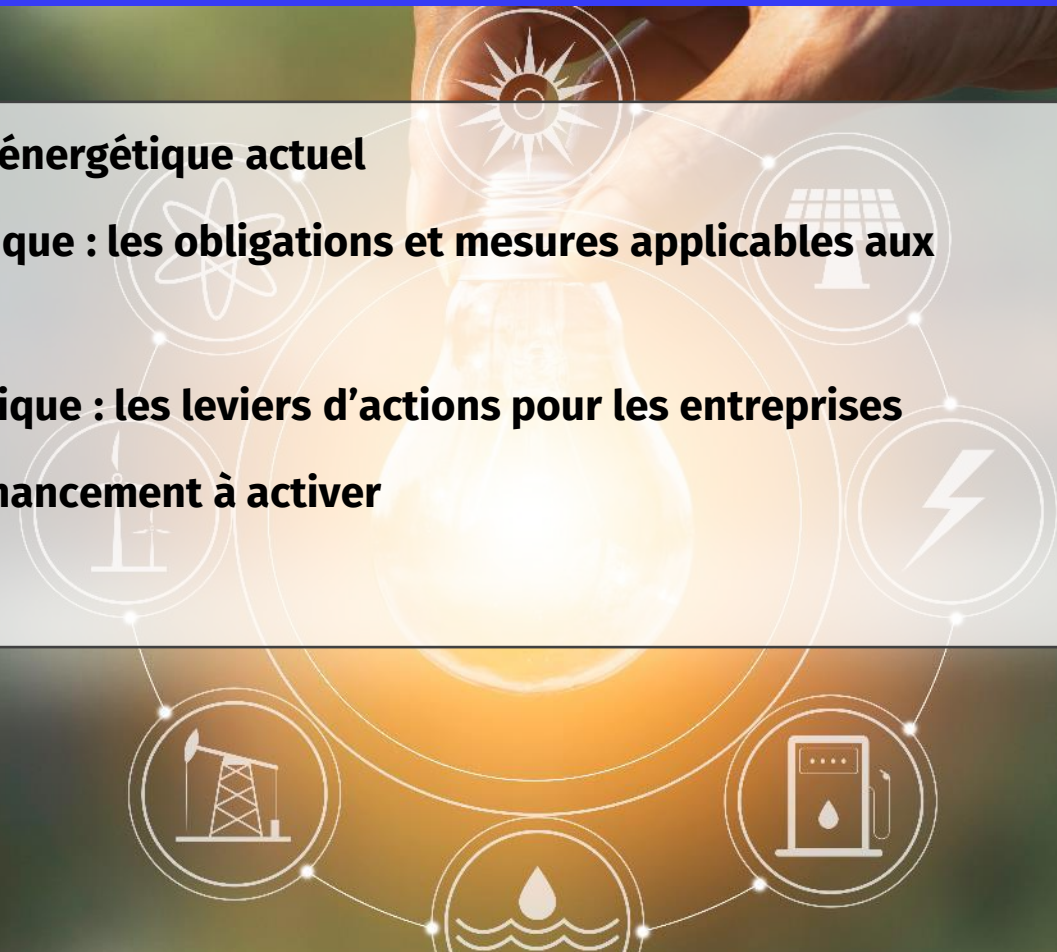 énergétique actuel
que : les obligations et mesures applicables aux
ique : les leviers d’actions pour les entreprises
nancement à activer